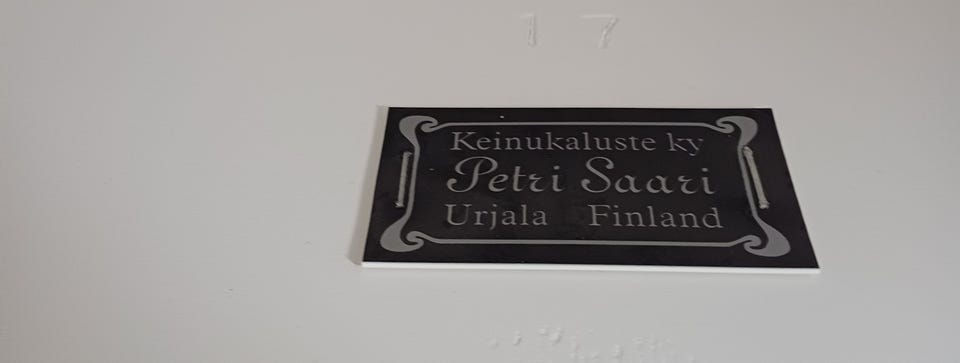 17
Keinukaluste ky
Petri Saari
Urjala Finland